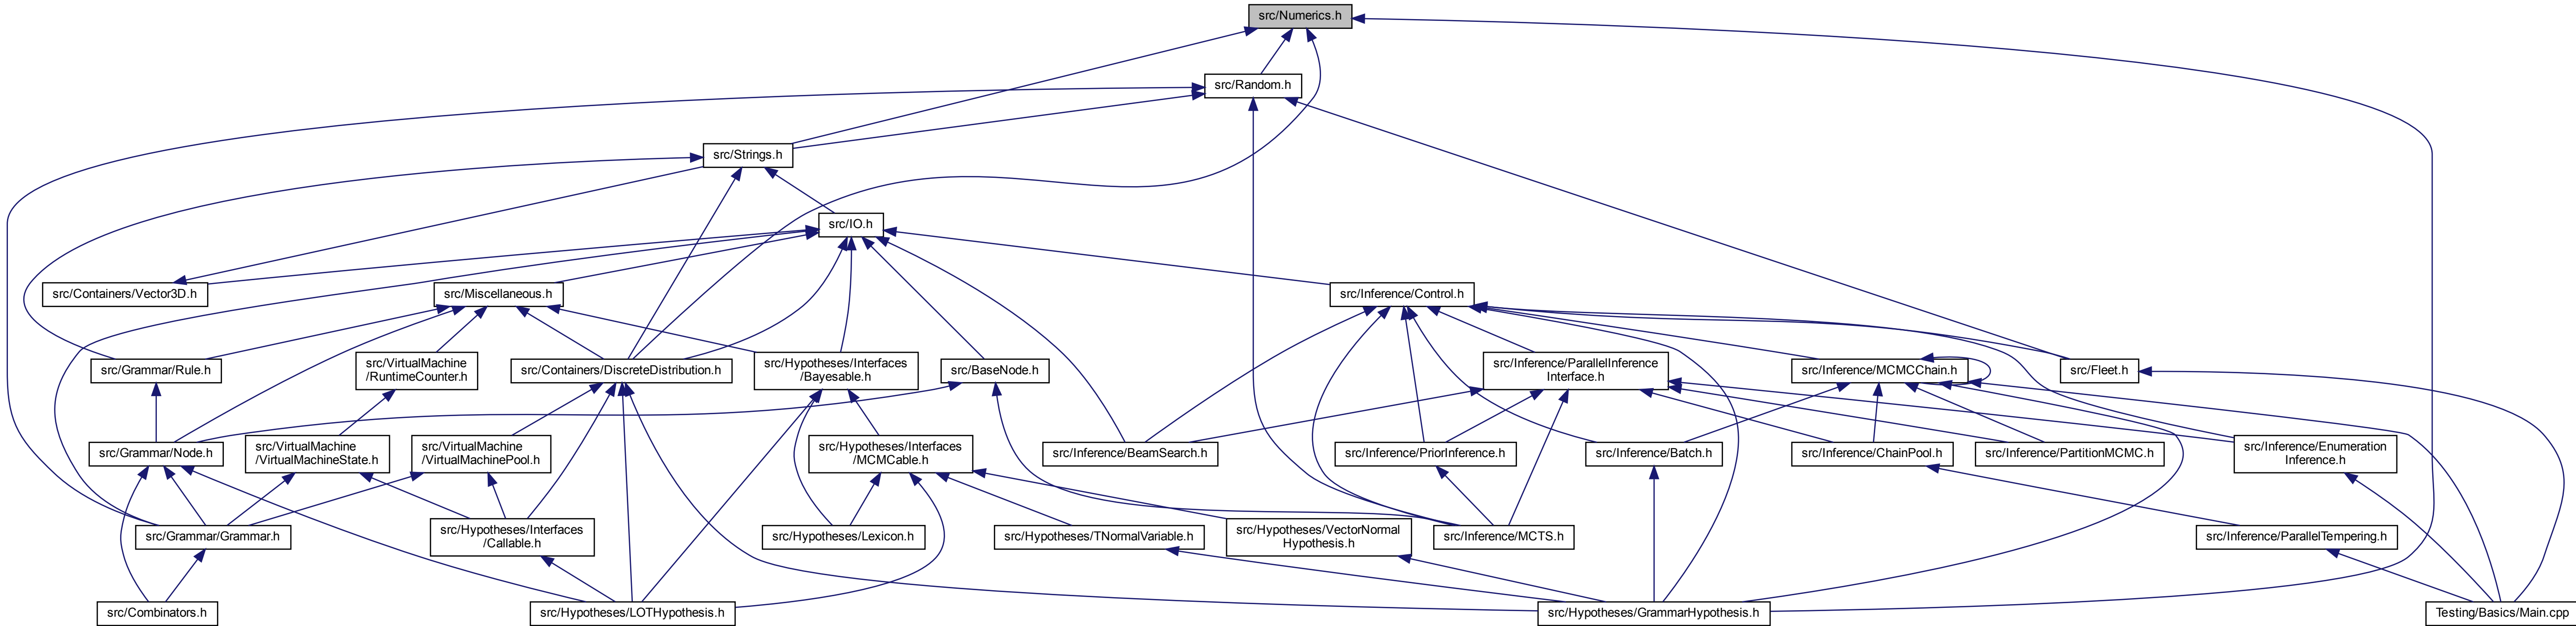 src/Numerics.h
src/Random.h
src/Strings.h
src/IO.h
src/Containers/Vector3D.h
src/Miscellaneous.h
src/Inference/Control.h
src/Grammar/Rule.h
src/VirtualMachine
/RuntimeCounter.h
src/Containers/DiscreteDistribution.h
src/Hypotheses/Interfaces
/Bayesable.h
src/BaseNode.h
src/Inference/ParallelInference
Interface.h
src/Inference/MCMCChain.h
src/Fleet.h
src/Grammar/Node.h
src/VirtualMachine
/VirtualMachineState.h
src/VirtualMachine
/VirtualMachinePool.h
src/Hypotheses/Interfaces
/MCMCable.h
src/Inference/BeamSearch.h
src/Inference/PriorInference.h
src/Inference/Batch.h
src/Inference/ChainPool.h
src/Inference/PartitionMCMC.h
src/Inference/Enumeration
Inference.h
src/Grammar/Grammar.h
src/Hypotheses/Interfaces
/Callable.h
src/Hypotheses/Lexicon.h
src/Hypotheses/TNormalVariable.h
src/Hypotheses/VectorNormal
Hypothesis.h
src/Inference/MCTS.h
src/Inference/ParallelTempering.h
src/Combinators.h
src/Hypotheses/LOTHypothesis.h
src/Hypotheses/GrammarHypothesis.h
Testing/Basics/Main.cpp